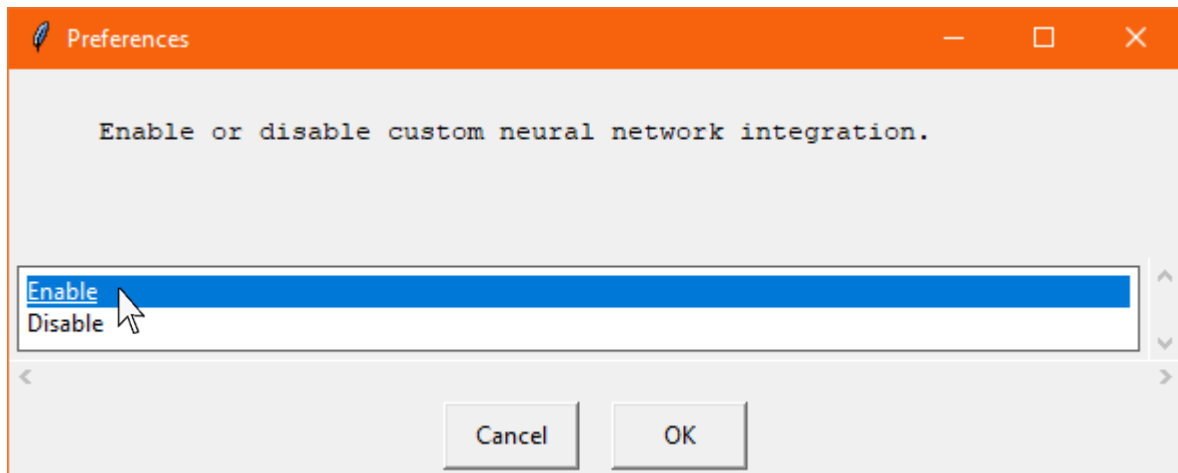 Preferences
Enable or disable custom neural network integration.
Enable
Disable
Cancel OK